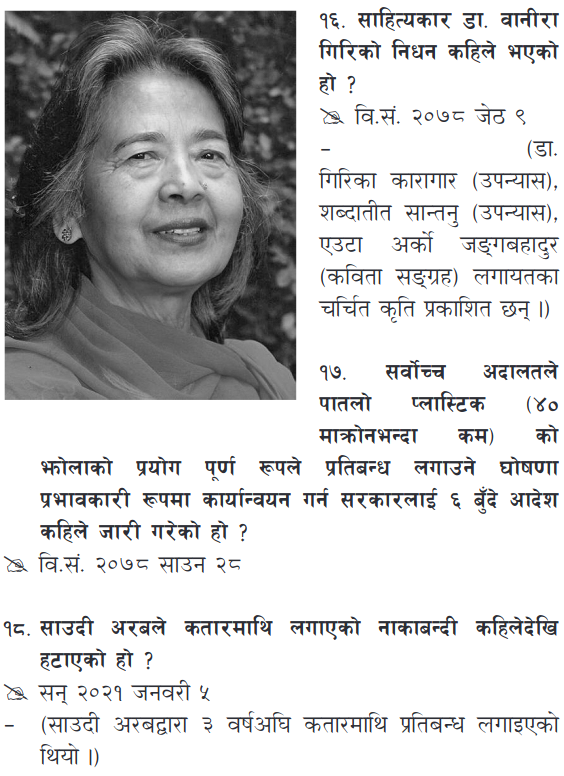 १६. साहित्यकार डा. वानीरा
गिरिको निधन कहिले भएको
हो ?
वि.सं. २०७८ जेठ ९
– (डा.
गिरिका कारागार (उपन्यास),
शब्दातीत सान्तनु (उपन्यास),
एउटा अर्को जङ्गबहादुर
(कविता सङ्ग्रह) लगायतका
चर्चित कृति प्रकाशित छन् ।)
१७. सर्वोच्च अदालतले
पातलो प्लास्टिक (४०
माक्रोनभन्दा कम) को
झोलाको प्रयोग पूर्ण रूपले प्रतिबन्ध लगाउने घोषणा
प्रभावकारी रूपमा कार्यान्वयन गर्न सरकारलाई ६ बुँदे आदेश
कहिले जारी गरेको हो ?
वि.सं. २०७८ साउन २८
१८. साउदी अरबले कतारमाथि लगाएको नाकाबन्दी कहिलेदेखि
हटाएको हो ?
सन् २०२१ जनवरी ५
– (साउदी अरबद्वारा ३ वर्षअघि कतारमाथि प्रतिबन्ध लगाइएको
थियो ।)